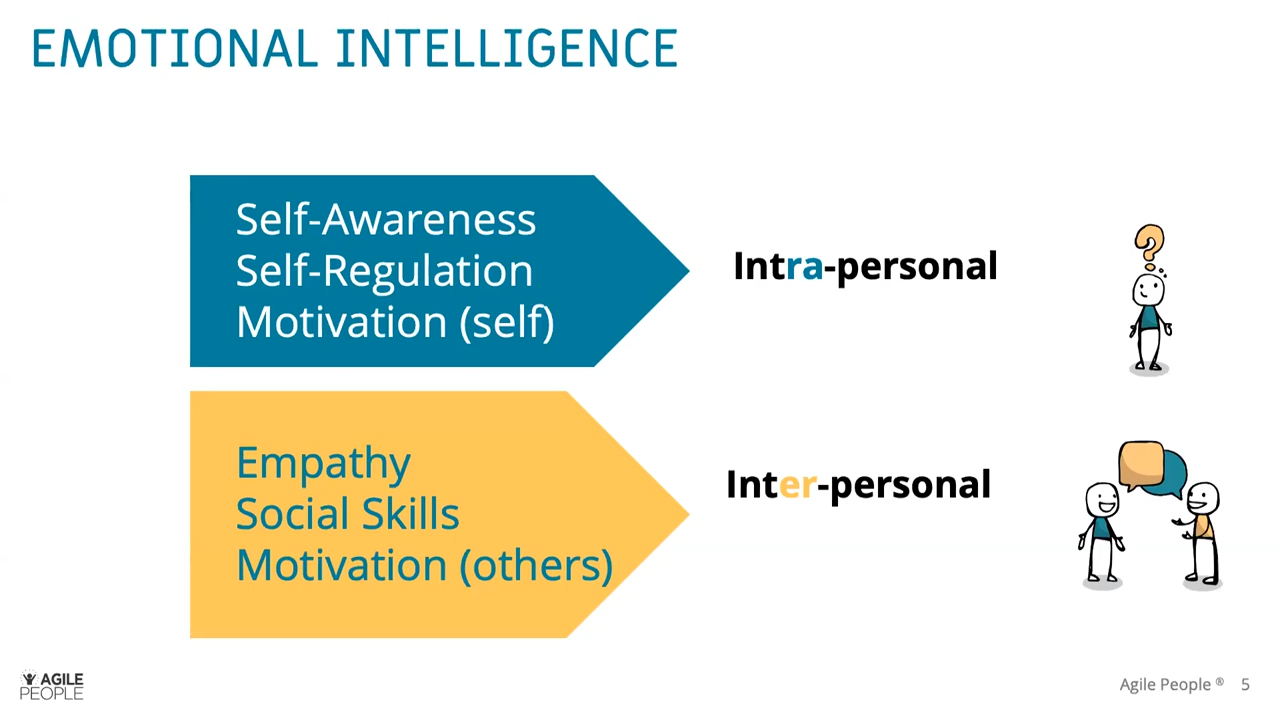 EMOTIONAL INTELLIGENCE
Self-Awareness
Self-Regulation
Motivation (self)
Intra-personal
?
Empathy
Social Skills
Motivation (others)
Inter-personal
AGILE
PEOPLE
Agile People ® 5